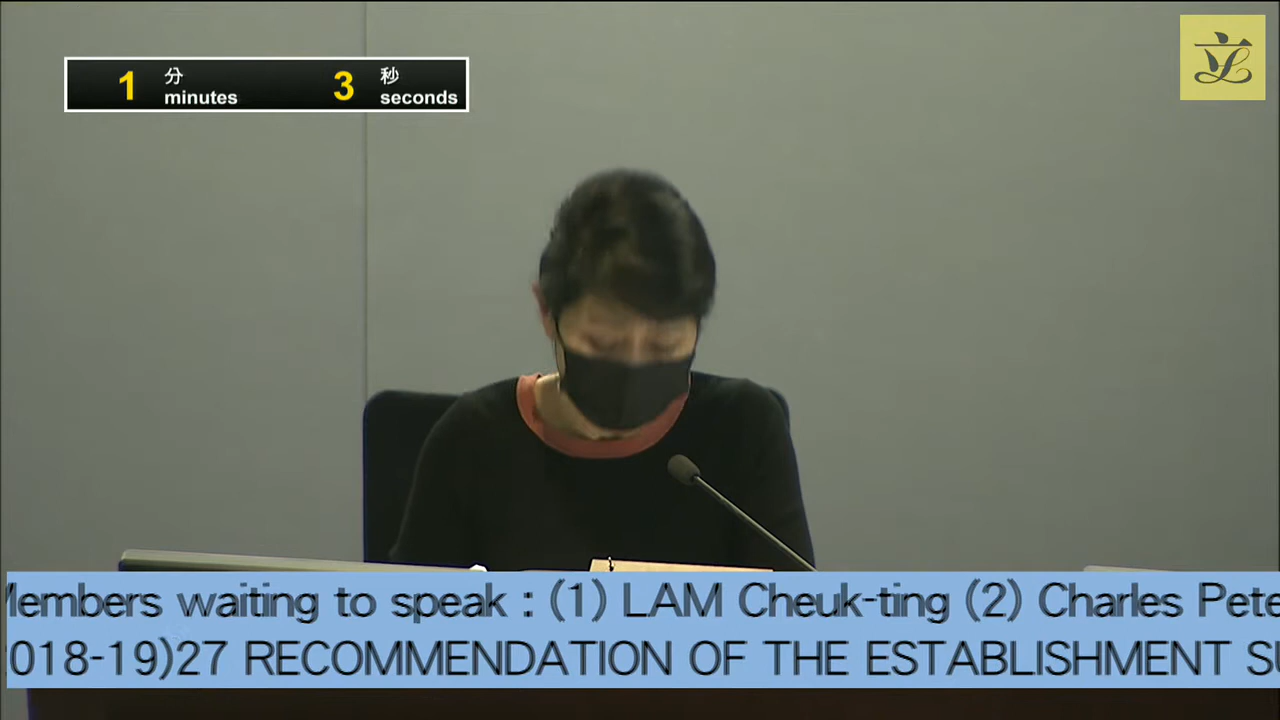 1 分 3 秒
minutes seconds
立
Members waiting to speak : (1) LAM Cheuk-ting (2) Charles Pete
018-19)27 RECOMMENDATION OF THE ESTABLISHMENT SU